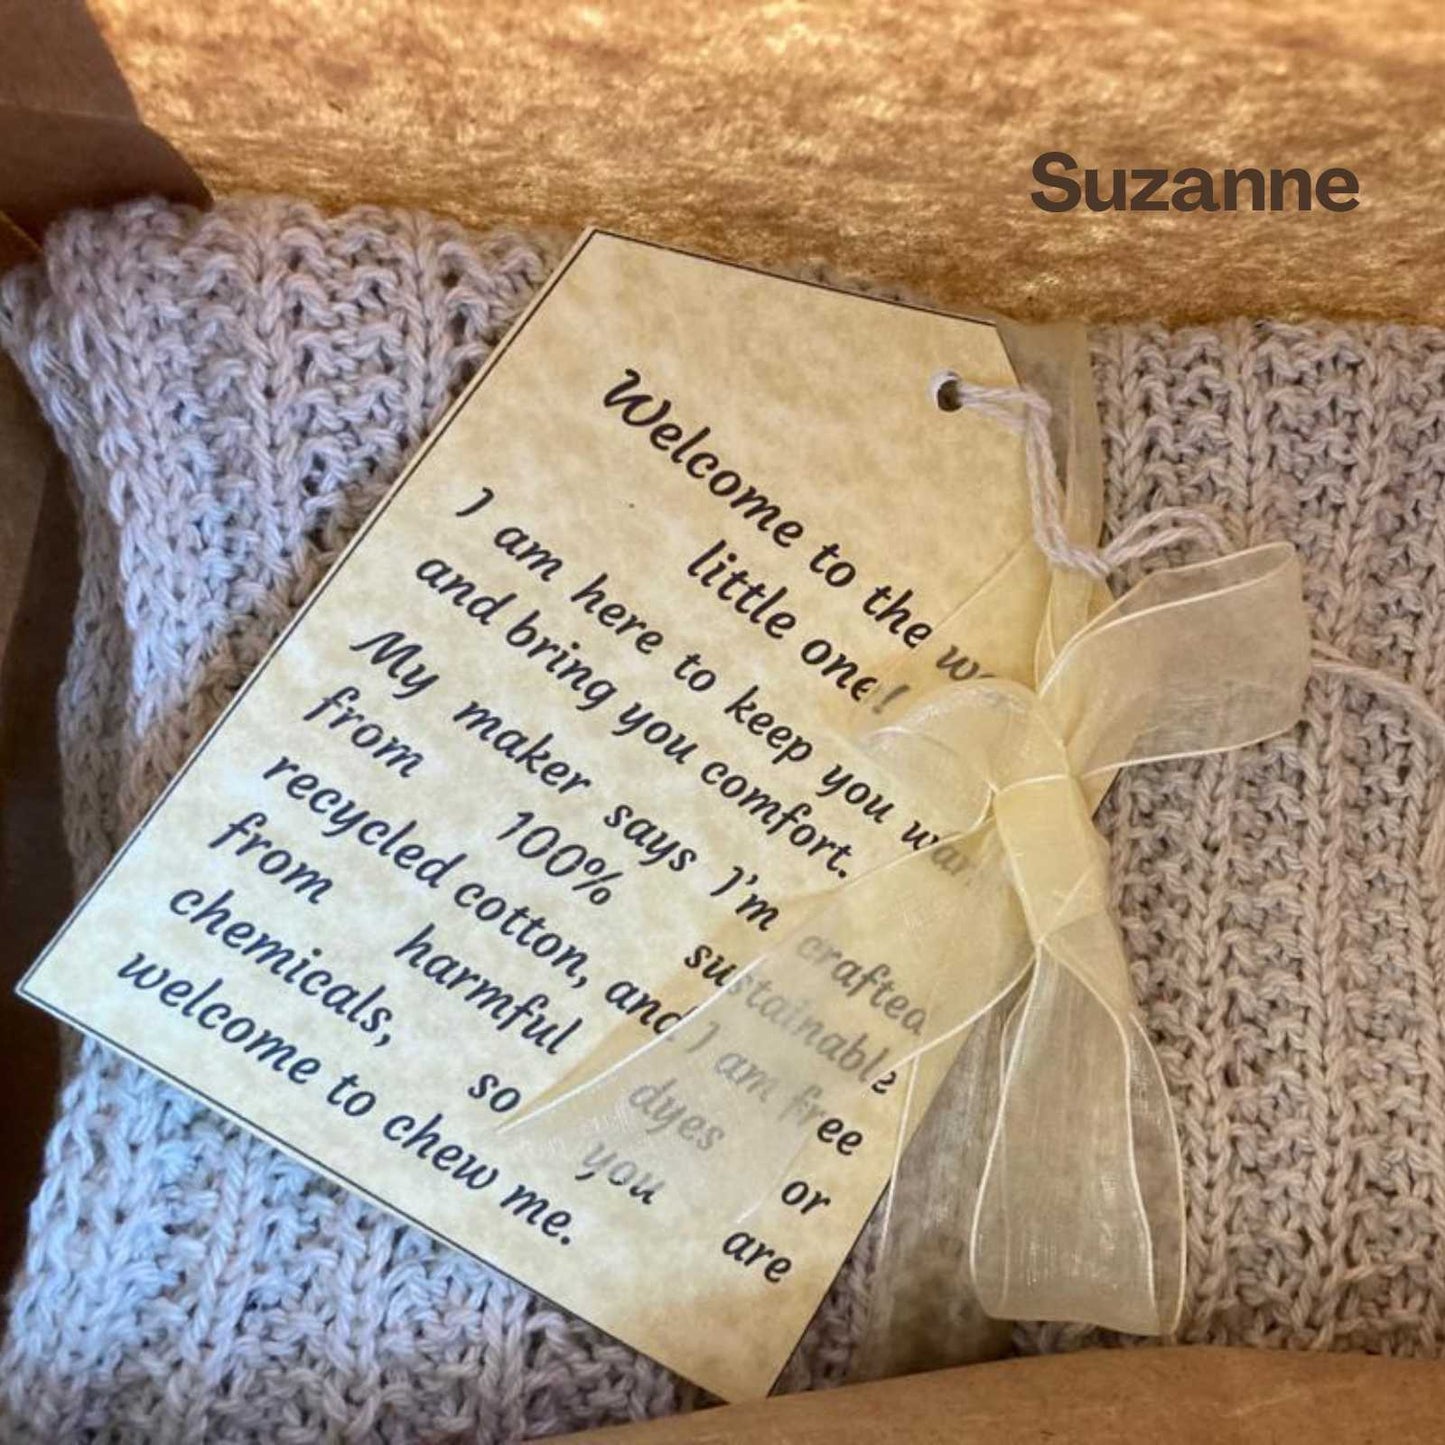 Suzanne
Welcome to the
little one!
I am here to keep you warm
and bring you comfort.
My maker says I'm crafted
from 100% sustainable
recycled cotton, and I am free
from harmful dyes or
chemicals, so you are
welcome to chew me.